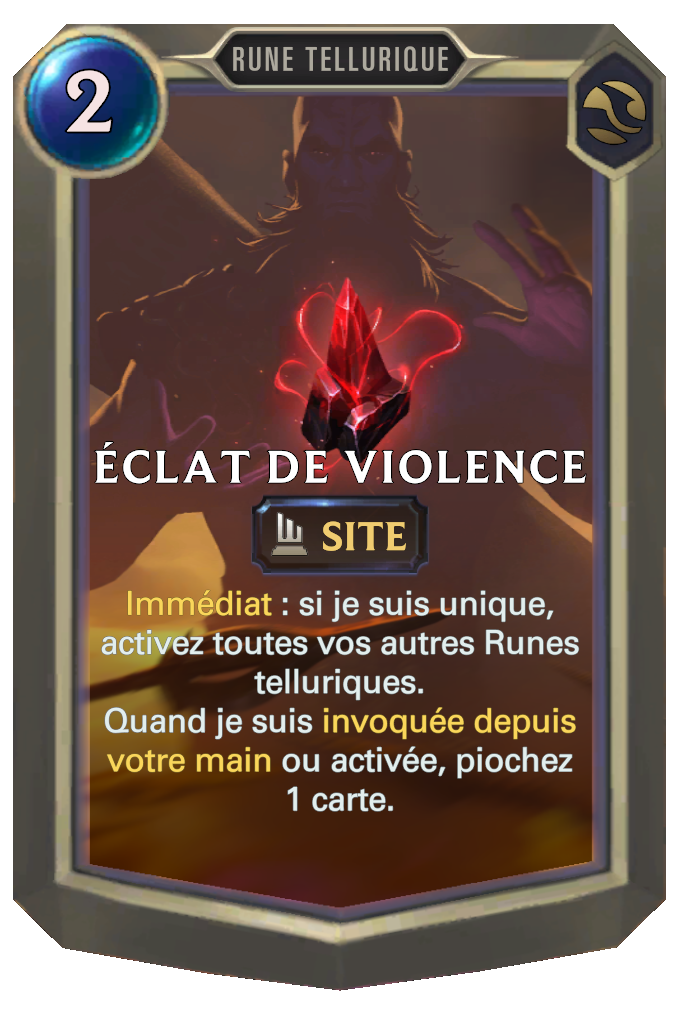 RUNE TELLURIQUE
2
ÉCLAT DE VIOLENCE
SITE
Immédiat : si je suis unique,
activez toutes vos autres Runes
telluriques.
Quand je suis invoquée depuis
votre main ou activée, piochez
1 carte.